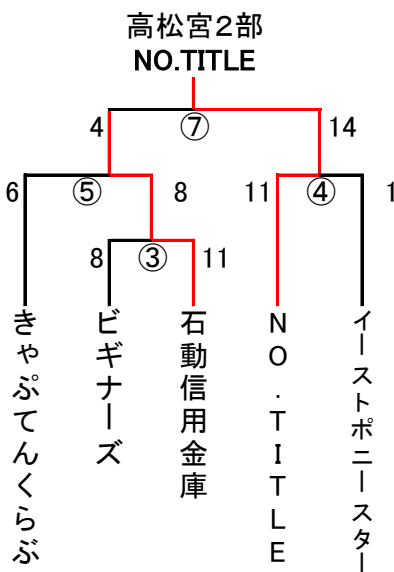 高松宮2部
NO.TITLE
4 ⑦ 14
6 ⑤ 8 11 ④ 1
8 ③ 11
きゃぷてんくらぶ
ビギナーズ
石動信用金庫
NO.TITLE
イーストポニースター